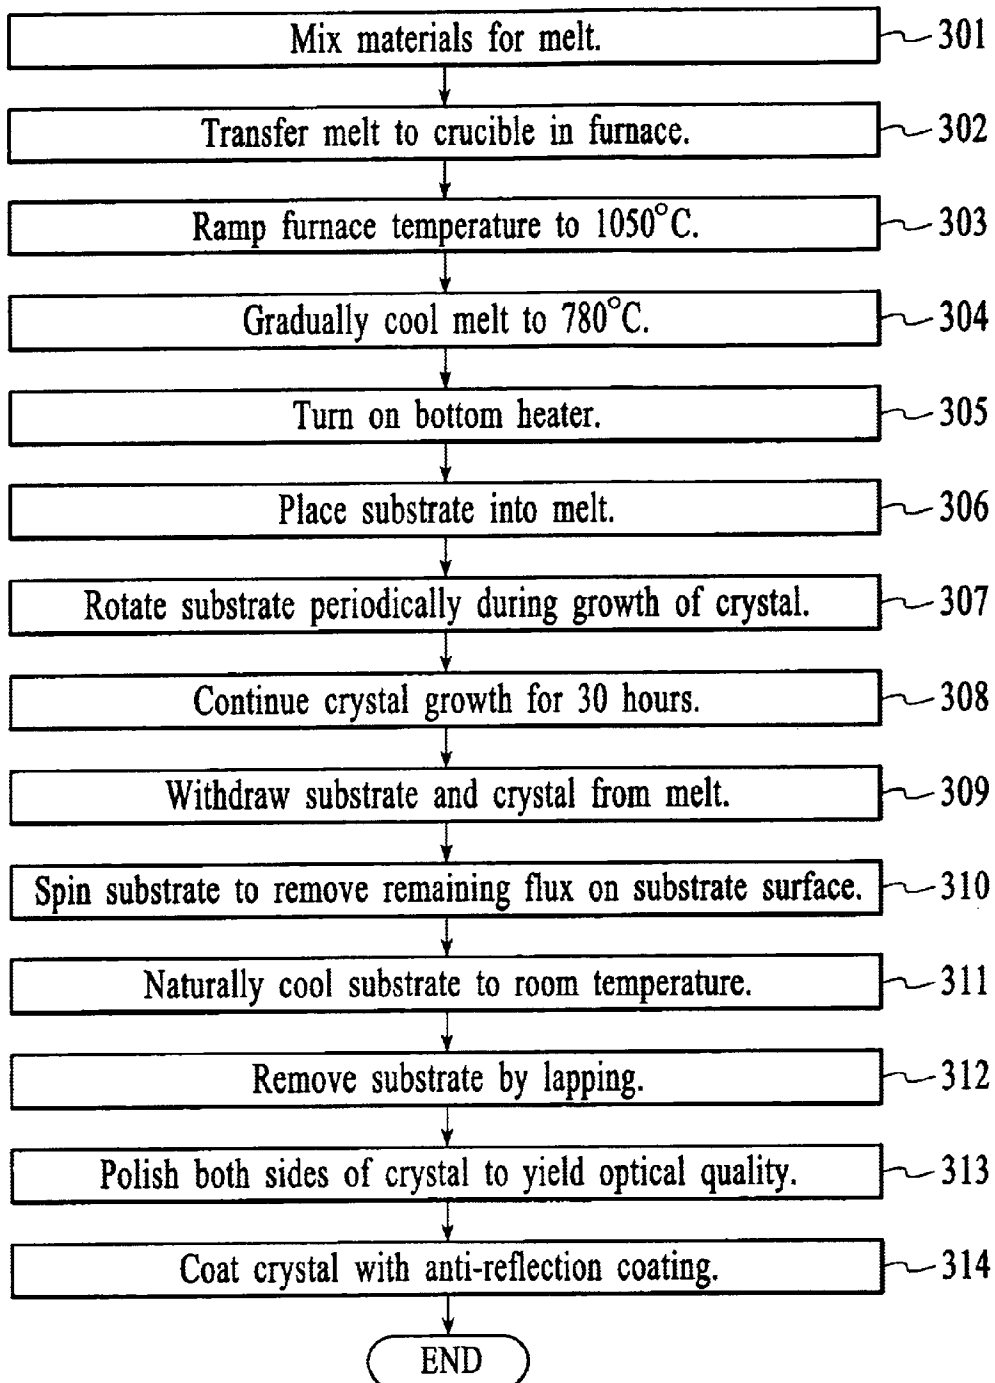 Mix materials for melt. 301
Transfer melt to crucible in furnace. 302
Ramp furnace temperature to 1050°C. 303
Gradually cool melt to 780°C. 304
Turn on bottom heater. 305
Place substrate into melt. 306
Rotate substrate periodically during growth of crystal. 307
Continue crystal growth for 30 hours. 308
Withdraw substrate and crystal from melt. 309
Spin substrate to remove remaining flux on substrate surface. 310
Naturally cool substrate to room temperature. 311
Remove substrate by lapping. 312
Polish both sides of crystal to yield optical quality. 313
Coat crystal with anti-reflection coating. 314
END